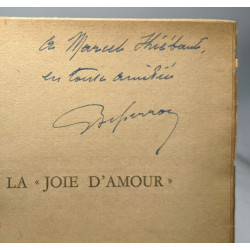 à Marcel Thiébaut,
en toute amitié
LA « JOIE D'AMOUR »